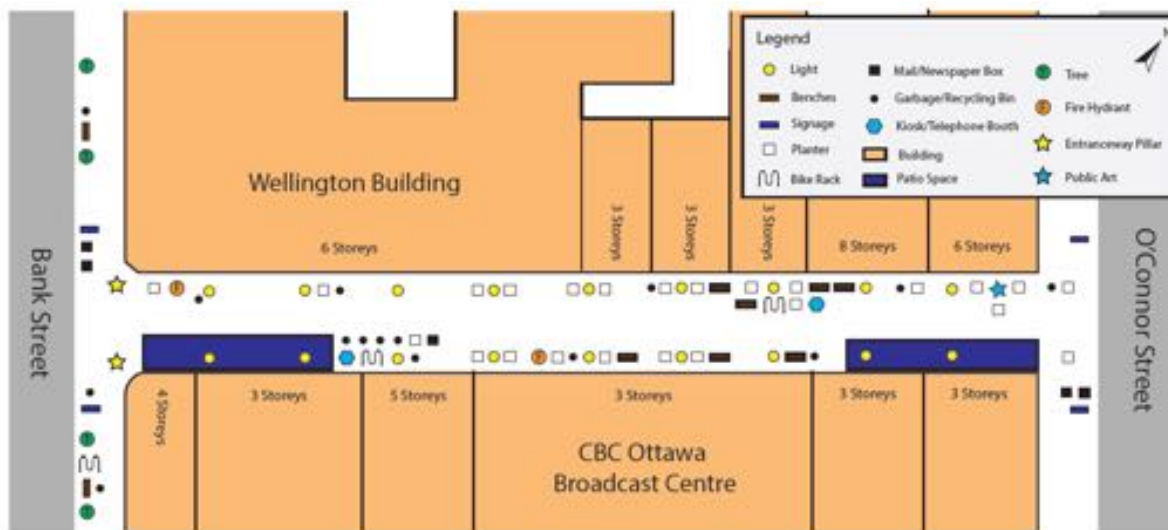 Legend
N
Light
Mail/Newspaper Box
Tree
Benches
Garbage/Recycling Bin
Fire Hydrant
Signage
Kiosk/Telephone Booth
Entranceway Pillar
Planter
Building
Public Art
Bike Rack
Patio Space
Wellington Building
6 Storeys
3 Storeys
3 Storeys
3 Storeys
8 Storeys
6 Storeys
Bank Street
O'Connor Street
4 Storeys
3 Storeys
5 Storeys
3 Storeys
3 Storeys
3 Storeys
CBC Ottawa
Broadcast Centre